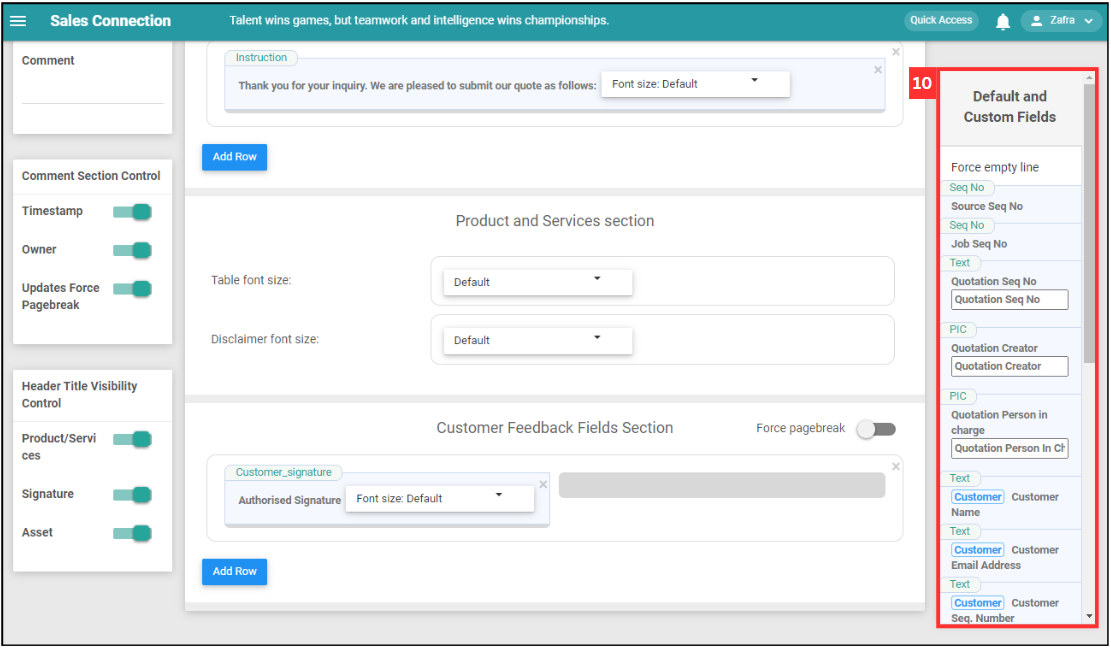 Sales Connection
Talent wins games, but teamwork and intelligence wins championships.
Quick Access
Zafra
Comment
Comment Section Control
Timestamp
Owner
Updates Force
Pagebreak
Header Title Visibility
Control
Product/Servi
ces
Signature
Asset
Instruction
Thank you for your inquiry. We are pleased to submit our quote as follows:
Font size: Default
Add Row
Product and Services section
Table font size:
Default
Disclaimer font size:
Default
Customer Feedback Fields Section
Force pagebreak
Customer_signature
Authorised Signature
Font size: Default
Add Row
10
Default and
Custom Fields
Force empty line
Seq No
Source Seq No
Seq No
Job Seq No
Text
Quotation Seq No
Quotation Seq No
PIC
Quotation Creator
Quotation Creator
PIC
Quotation Person in
charge
Quotation Person In Ch
Text
Customer Customer
Name
Text
Customer Customer
Email Address
Text
Customer Customer
Seq. Number